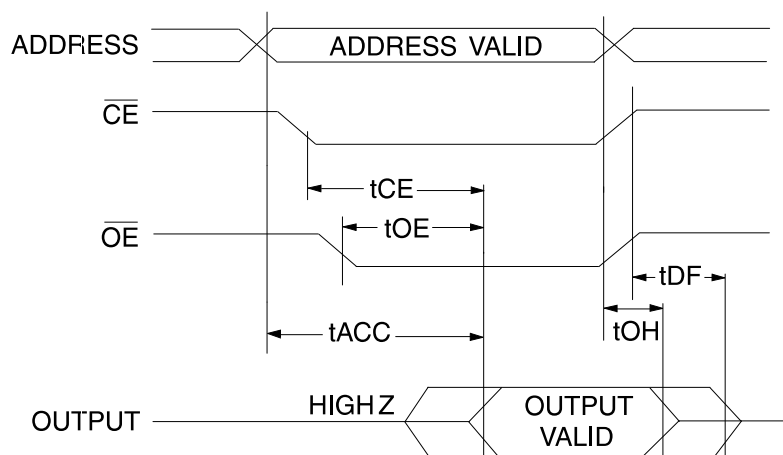 ADDRESS
ADDRESS VALID
CE
tCE
OE
tOE
tDF
tACC
tOH
HIGH Z
OUTPUT
OUTPUT
VALID